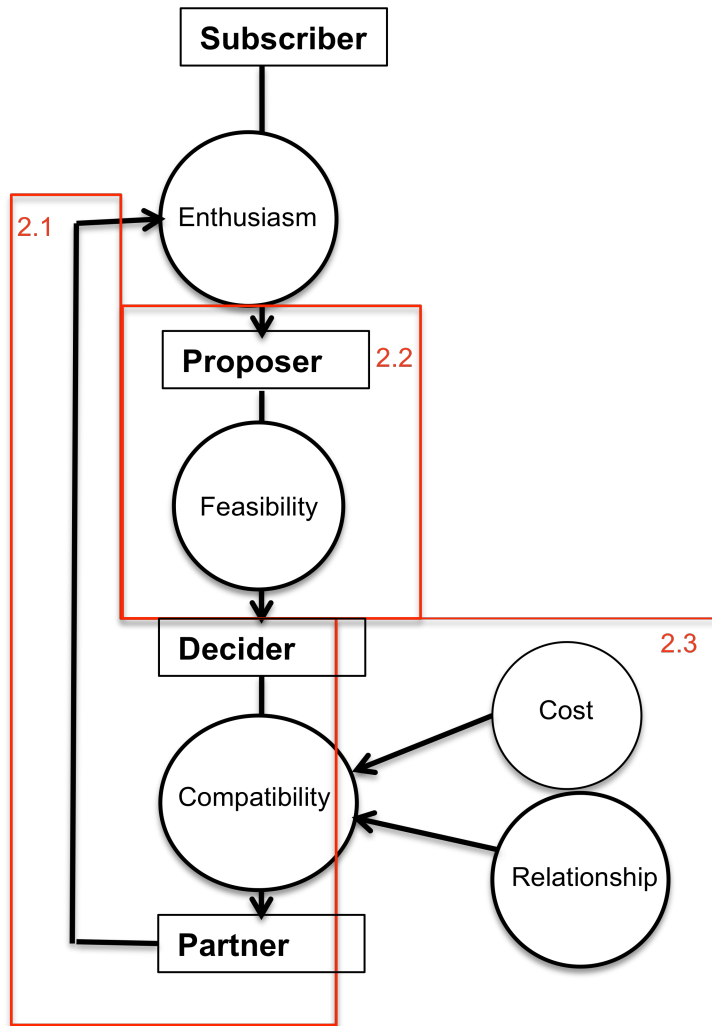 Subscriber
Enthusiasm
2.1
Proposer
2.2
Feasibility
Decider
2.3
Cost
Compatibility
Relationship
Partner